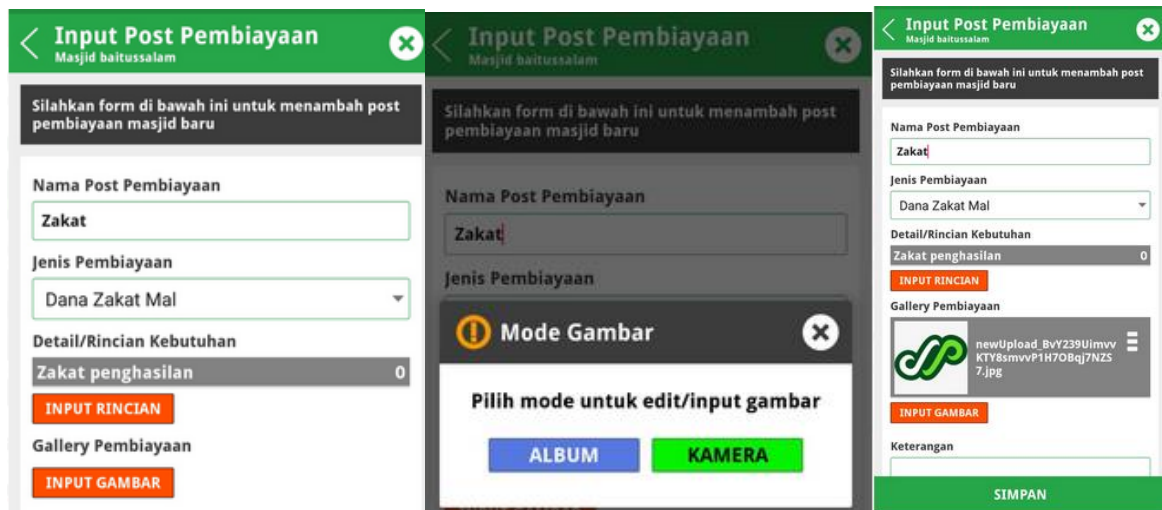 Input Post Pembiayaan
Masjid baitussalam
Silahkan form di bawah ini untuk menambah post
pembiayaan masjid baru
Nama Post Pembiayaan
Zakat
Jenis Pembiayaan
Dana Zakat Mal
Detail/Rincian Kebutuhan
Zakat penghasilan 0
INPUT RINCIAN
Gallery Pembiayaan
INPUT GAMBAR
Input Post Pembiayaan
Masjid baitussalam
Silahkan form di bawah ini untuk menambah post
pembiayaan masjid baru
Nama Post Pembiayaan
Zakat
Jenis Pembiayaan
Mode Gambar
Pilih mode untuk edit/input gambar
ALBUM KAMERA
Input Post Pembiayaan
Masjid baitussalam
Silahkan form di bawah ini untuk menambah post
pembiayaan masjid baru
Nama Post Pembiayaan
Zakat
Jenis Pembiayaan
Dana Zakat Mal
Detail/Rincian Kebutuhan
Zakat penghasilan 0
INPUT RINCIAN
Gallery Pembiayaan
newUpload_BvY239Uimvv
KTY8smvvP1H7OBqj7NZS
7.jpg
INPUT GAMBAR
Keterangan
SIMPAN